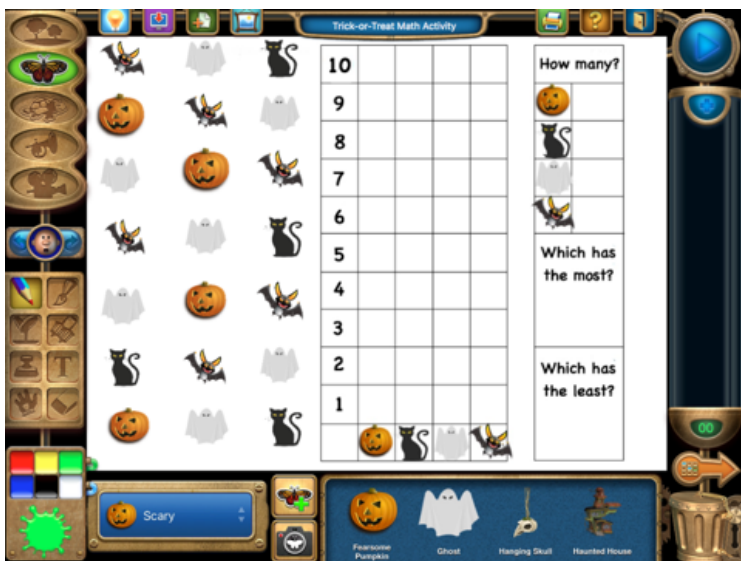 Trick-or-Treat Math Activity
10
9
8
7
6
5
4
3
2
1
How many?
Which has
the most?
Which has
the least?
T
00
Scary
Fearsome
Pumpkin
Ghost
Hanging Skull
Haunted House